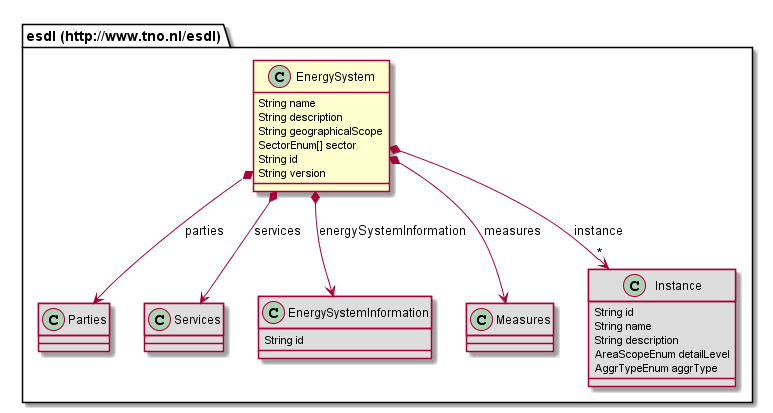 esdl (http://www.tno.nl/esdl)
C EnergySystem
String name
String description
String geographicalScope
SectorEnum[] sector
String id
String version
parties
services
energySystemInformation
measures
instance
*
C Parties
C Services
C EnergySystemInformation
String id
C Measures
C Instance
String id
String name
String description
AreaScopeEnum detailLevel
AggrTypeEnum aggrType